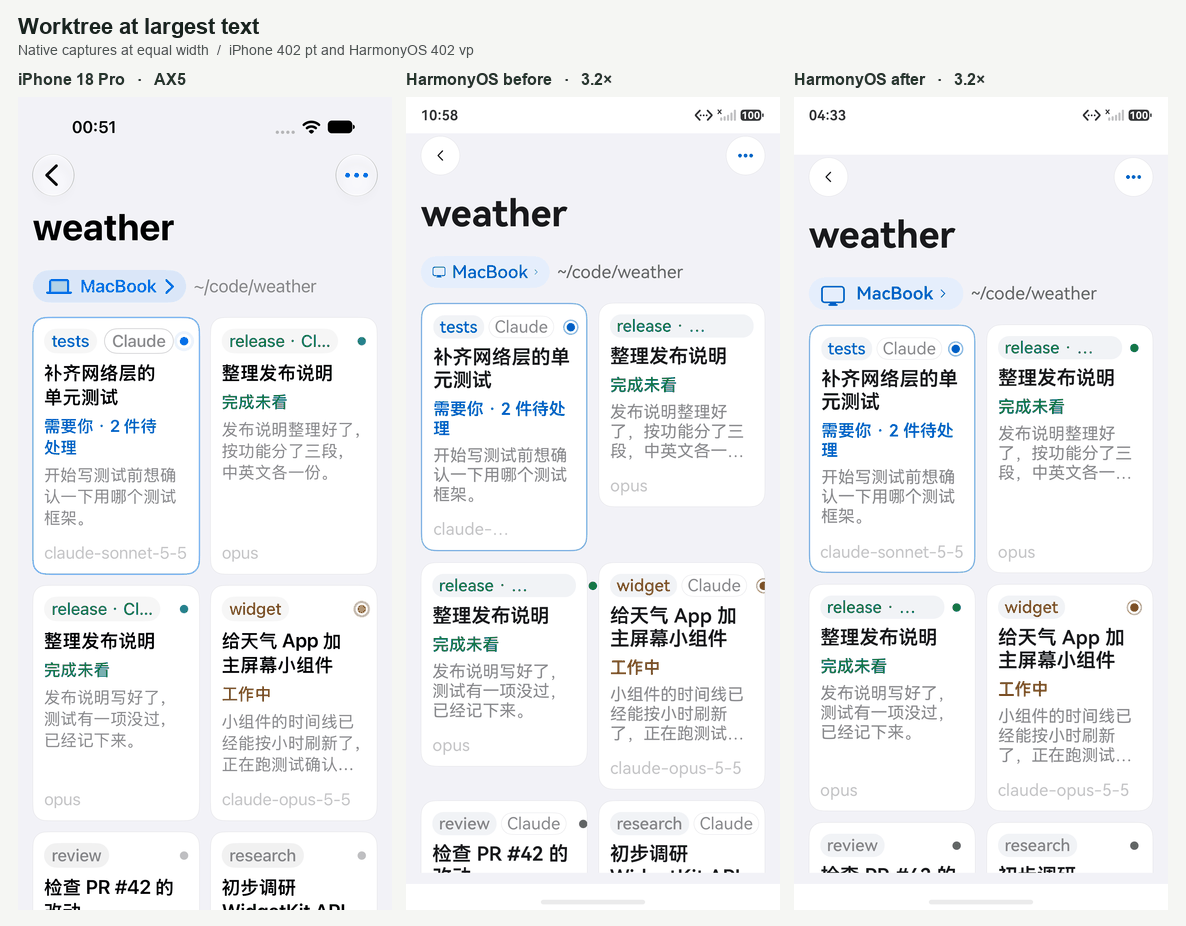 Worktree at largest text
Native captures at equal width / iPhone 402 pt and HarmonyOS 402 vp
iPhone 18 Pro · AX5
00:51
weather
MacBook ~/code/weather
tests Claude
补齐网络层的
单元测试
需要你 · 2 件待
处理
开始写测试前想确
认一下用哪个测试
框架。
claude-sonnet-5-5
release · Cl...
整理发布说明
完成未看
发布说明整理好了，
按功能分了三段，
中英文各一份。
opus
release · Cl...
整理发布说明
完成未看
发布说明写好了，
测试有一项没过，
已经记下来。
opus
widget
给天气 App 加
主屏幕小组件
工作中
小组件的时间线已
经能按小时刷新了，
正在跑测试确认...
claude-opus-5-5
review
检查 PR #42 的
改动
research
初步调研
WidgetKit API
HarmonyOS before · 3.2×
10:58
100
weather
MacBook ~/code/weather
tests Claude
补齐网络层的单
元测试
需要你 · 2 件待处
理
开始写测试前想确
认一下用哪个测试
框架。
claude-...
release · ...
整理发布说明
完成未看
发布说明整理好
了，按功能分了三
段，中英文各一...
opus
release · ...
整理发布说明
完成未看
发布说明写好了，
测试有一项没过，
已经记下来。
opus
widget Claude
给天气 App 加
主屏幕小组件
工作中
小组件的时间线已
经能按小时刷新
了，正在跑测试...
claude-opus-5-5
review Claude
检查 PR #42 的
改动
research Claude
初步调研
WidgetKit API
HarmonyOS after · 3.2×
04:33
100
weather
MacBook ~/code/weather
tests Claude
补齐网络层的单
元测试
需要你 · 2 件待处
理
开始写测试前想确
认一下用哪个测试
框架。
claude-sonnet-5-5
release · ...
整理发布说明
完成未看
发布说明整理好
了，按功能分了三
段，中英文各一...
opus
release · ...
整理发布说明
完成未看
发布说明写好了，
测试有一项没过，
已经记下来。
opus
widget
给天气 App 加
主屏幕小组件
工作中
小组件的时间线已
经能按小时刷新
了，正在跑测试...
claude-opus-5-5
review
检查 PR #42 的
research
初步调研